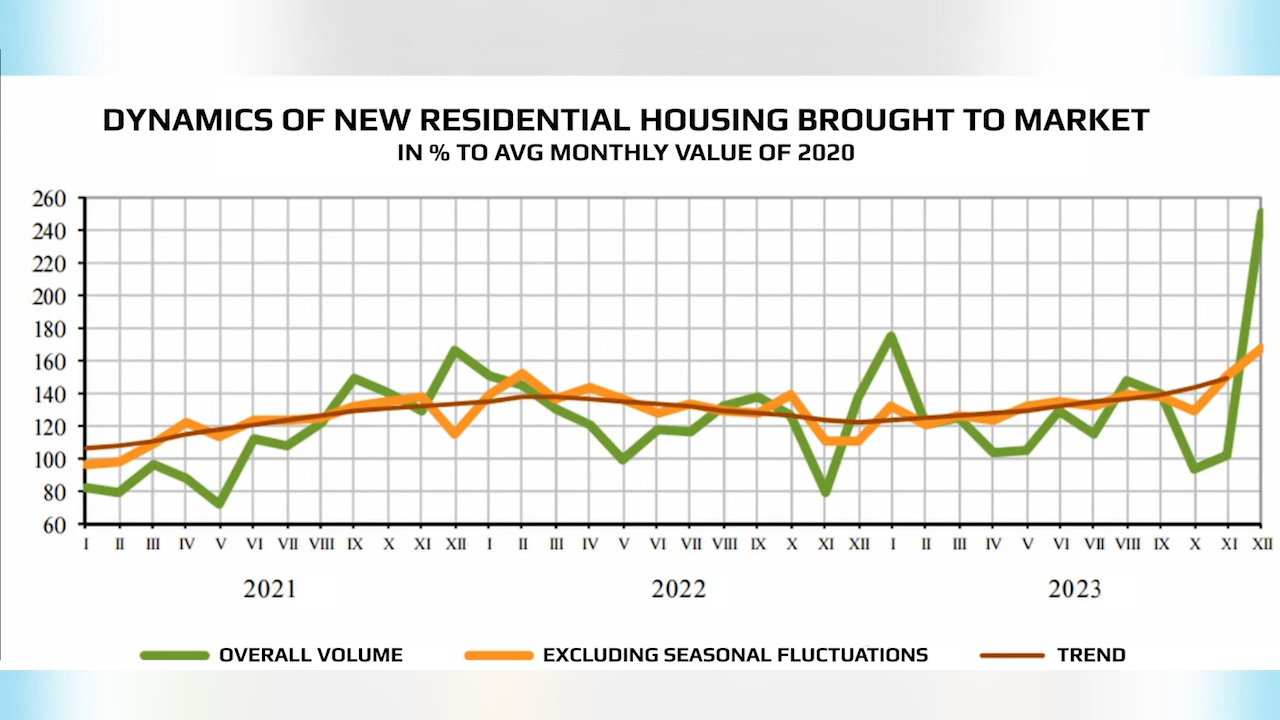 DYNAMICS OF NEW RESIDENTIAL HOUSING BROUGHT TO MARKET
IN % TO AVG MONTHLY VALUE OF 2020
260
240
220
200
180
160
140
120
100
80
60
I II III IV V VI VII VIII IX X XI XII I II III IV V VI VII VIII IX X XI XII I II III IV V VI VII VIII IX X XI XII
2021 2022 2023
OVERALL VOLUME EXCLUDING SEASONAL FLUCTUATIONS TREND